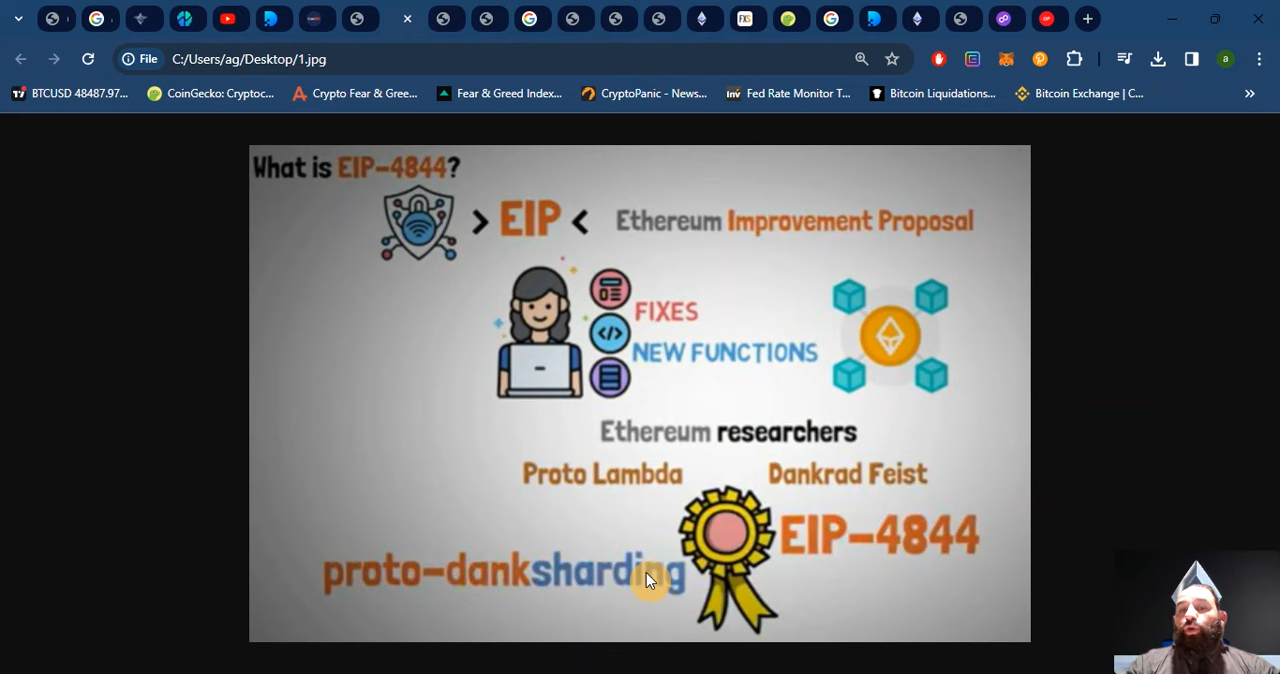 File
C:/Users/ag/Desktop/1.jpg
a
BTCUSD 48487.97...
CoinGecko: Cryptoc...
Crypto Fear & Gree...
Fear & Greed Index...
CryptoPanic - News...
Inv
Fed Rate Monitor T...
Bitcoin Liquidations...
Bitcoin Exchange | C...
What is EIP-4844?
> EIP <
Ethereum Improvement Proposal
FIXES
NEW FUNCTIONS
Ethereum researchers
Proto Lambda
Dankrad Feist
EIP-4844
proto-danksharding